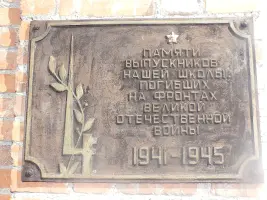 ПАМЯТИ
ВЫПУСКНИКОВ
НАШЕЙ ШКОЛЫ,
ПОГИБШИХ
НА ФРОНТАХ
ВЕЛИКОЙ
ОТЕЧЕСТВЕННОЙ
ВОЙНЫ
1941-1945